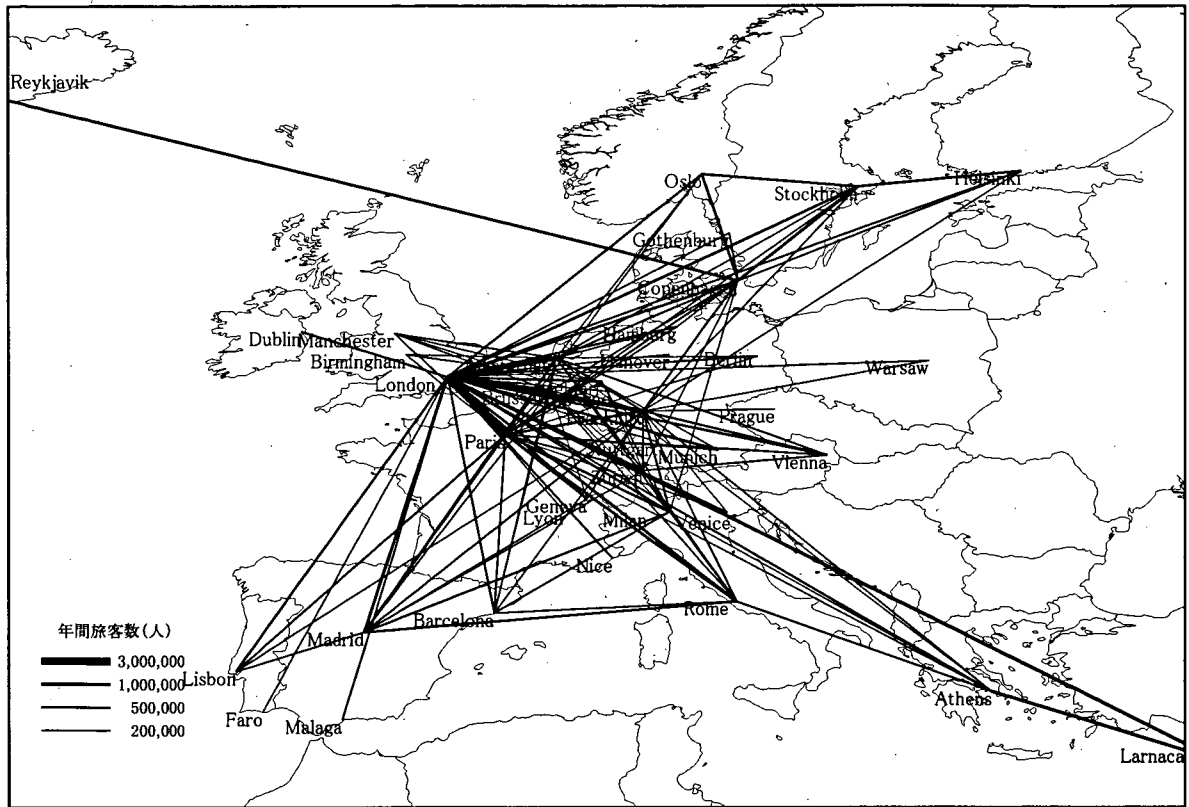 Reykjavik
Oslo
Stockholm
Helsinki
Gothenburg
Copenhagen
Dublin
Manchester
Hamburg
Birmingham
Hanover
Berlin
Warsaw
London
Prague
Paris
Munich
Vienna
Geneva
Lyon
Milan
Venice
Nice
Rome
Barcelona
Madrid
Lisbon
Athens
Faro
Malaga
Larnaca
年間旅客数(人)
3,000,000
1,000,000
500,000
200,000